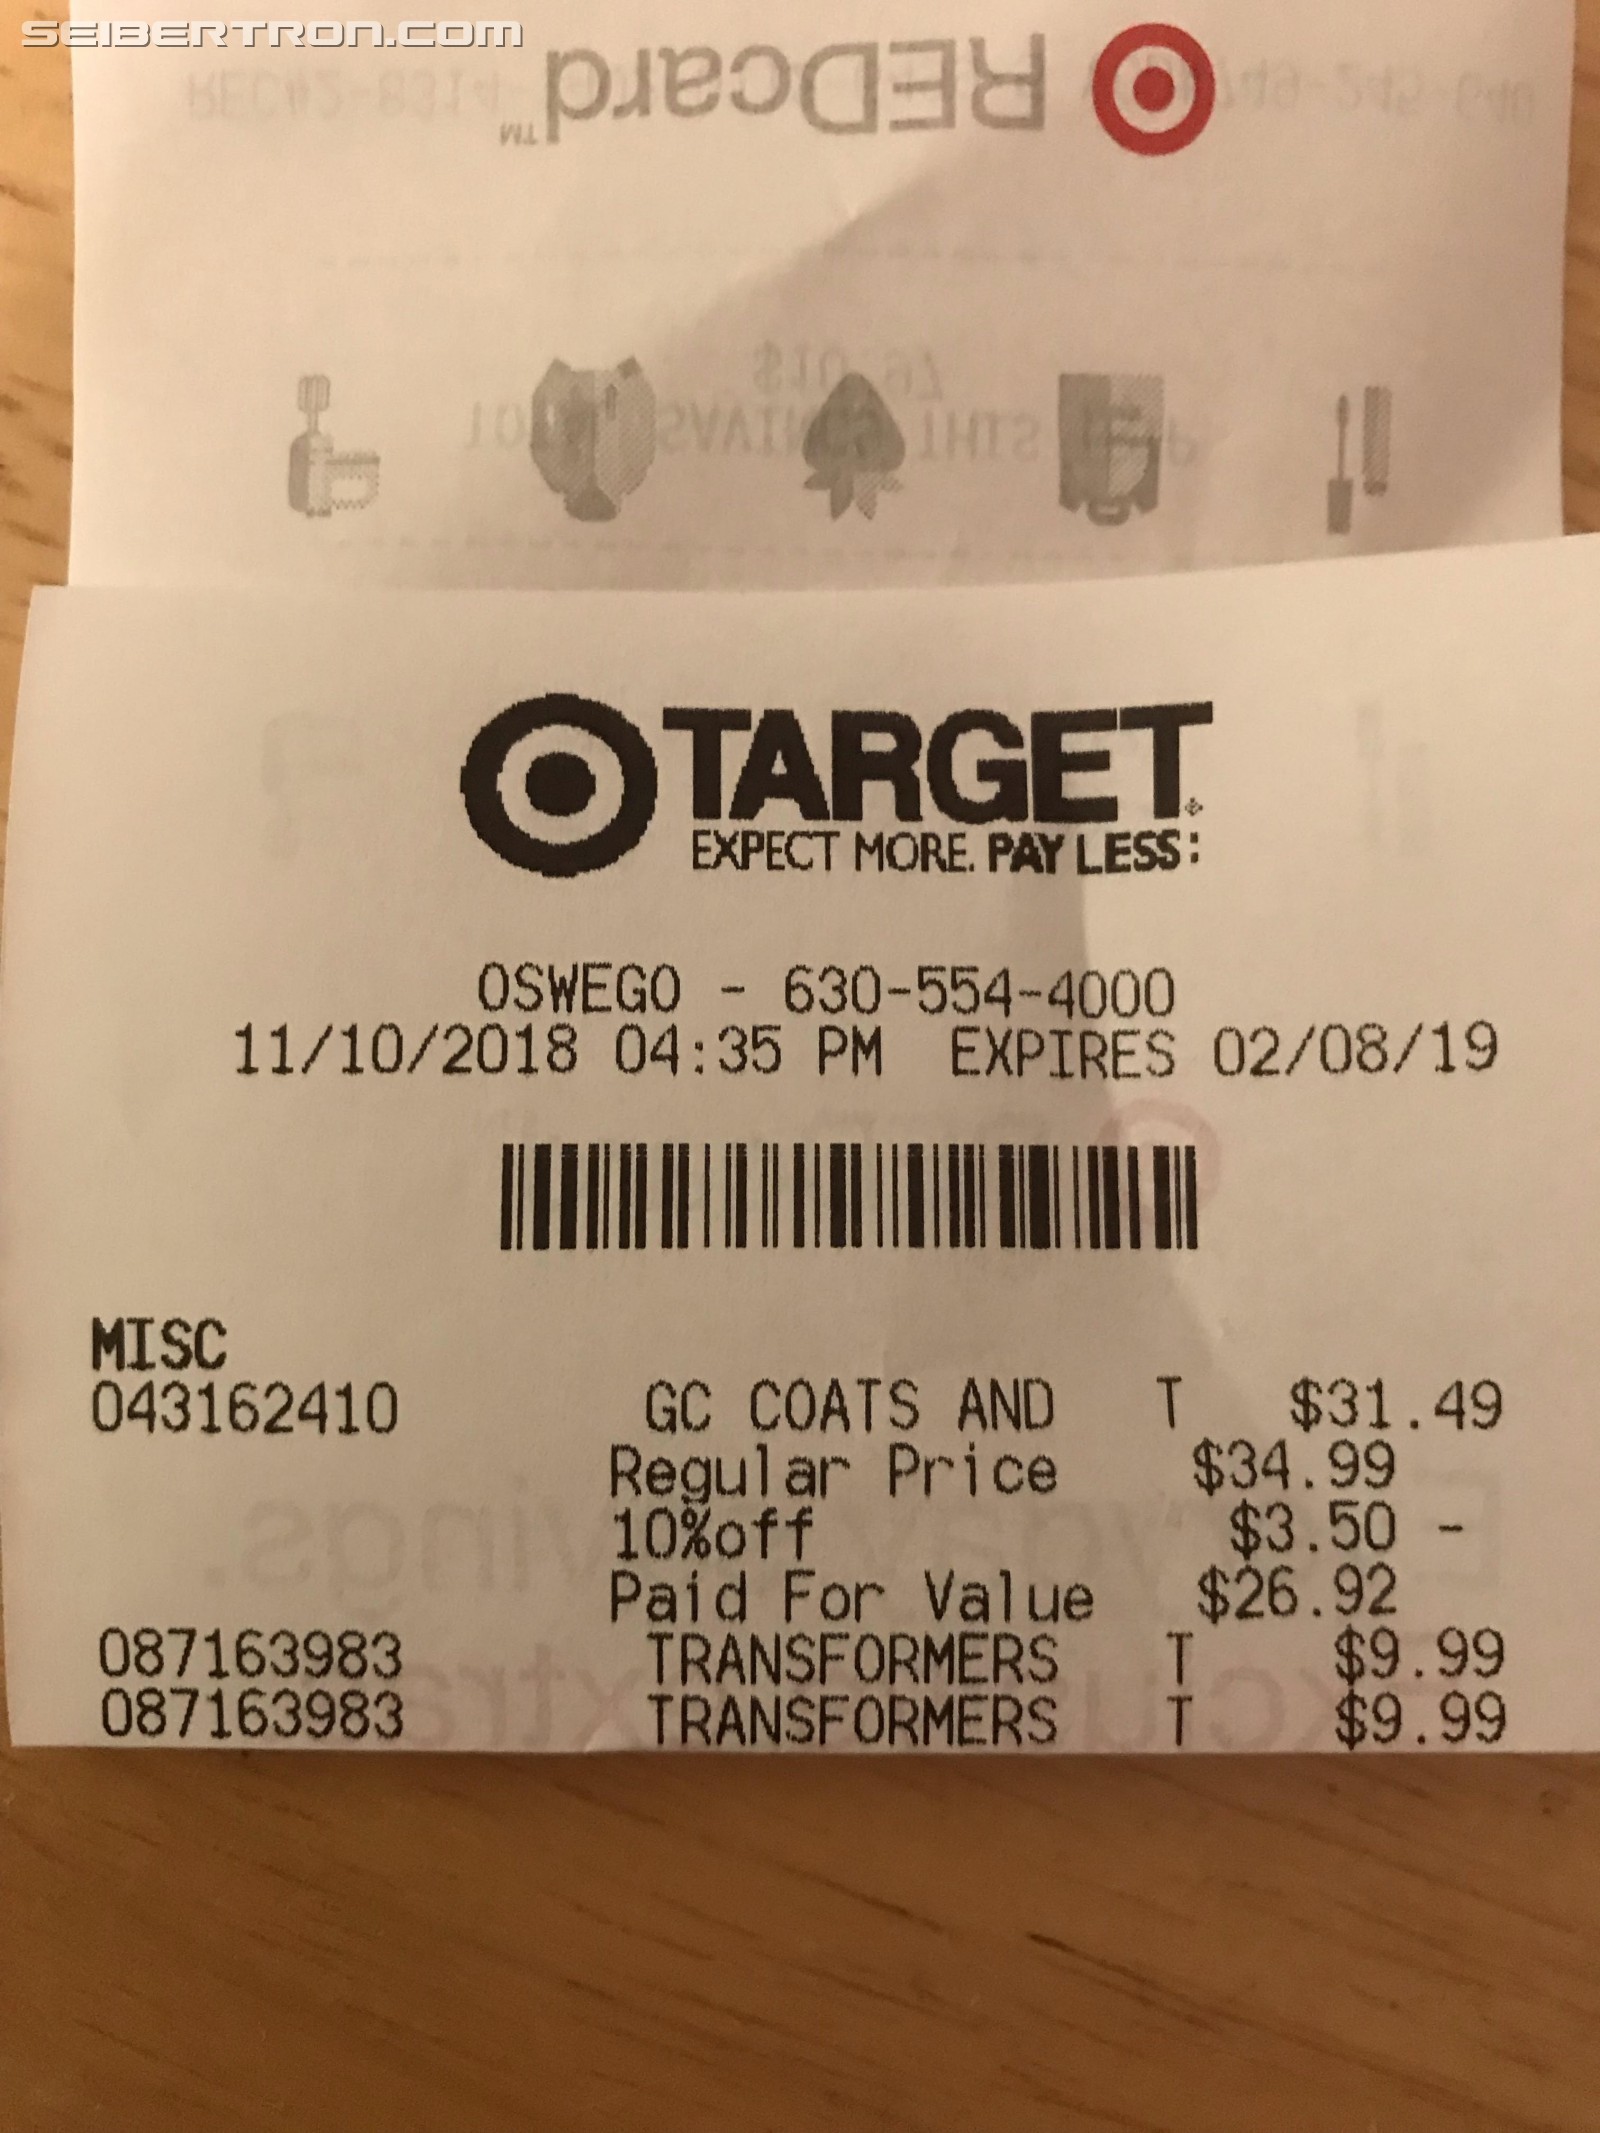 SEIBERTRON.com
REDcard™
TARGET
EXPECT MORE. PAY LESS:
OSWEGO - 630-554-4000
11/10/2018 04:35 PM EXPIRES 02/08/19
MISC
043162410 GC COATS AND T $31.49
Regular Price $34.99
10%off $3.50 -
Paid For Value $26.92
087163983 TRANSFORMERS T $9.99
087163983 TRANSFORMERS T $9.99